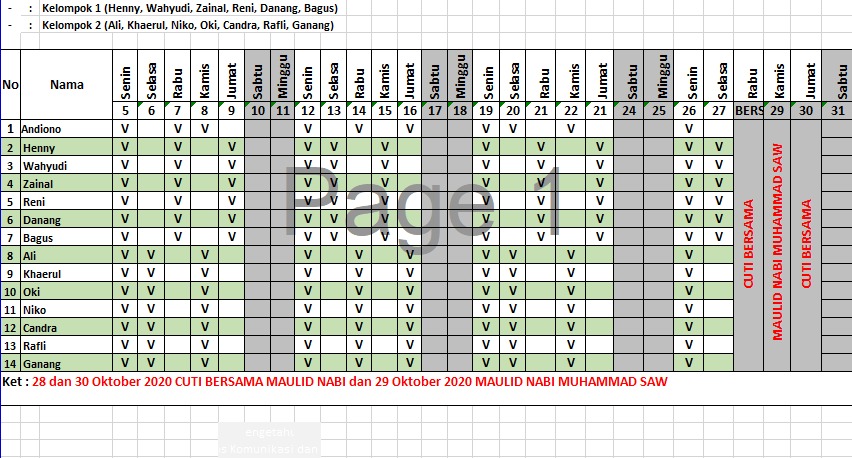 - : Kelompok 1 (Henny, Wahyudi, Zainal, Reni, Danang, Bagus)
- : Kelompok 2 (Ali, Khaerul, Niko, Oki, Candra, Rafli, Ganang)
No Nama Senin Selasa Rabu Kamis Jumat Sabtu Minggu Senin Selasa Rabu Kamis Jumat Sabtu Minggu Senin Selasa Rabu Kamis Jumat Sabtu Minggu Senin Selasa Rabu Kamis Jumat Sabtu
5 6 7 8 9 10 11 12 13 14 15 16 17 18 19 20 21 22 21 24 25 26 27 BERS 29 30 31
1 Andiono V V V V V V V V V V
2 Henny V V V V V V V V V V V
3 Wahyudi V V V V V V V V V V V
4 Zainal V V V V V V V V V V V
5 Reni V V V V V V V V V V V
6 Danang V V V V V V V V V V V
7 Bagus V V V V V V V V V V V
8 Ali V V V V V V V V V V
9 Khaerul V V V V V V V V V V
10 Oki V V V V V V V V V V
11 Niko V V V V V V V V V V
12 Candra V V V V V V V V V V
13 Rafli V V V V V V V V V V
14 Ganang V V V V V V V V V V
CUTI BERSAMA
MAULID NABI MUHAMMAD SAW
CUTI BERSAMA
Page 1
Ket : 28 dan 30 Oktober 2020 CUTI BERSAMA MAULID NABI dan 29 Oktober 2020 MAULID NABI MUHAMMAD SAW
engetahi
s Komunikasi dan